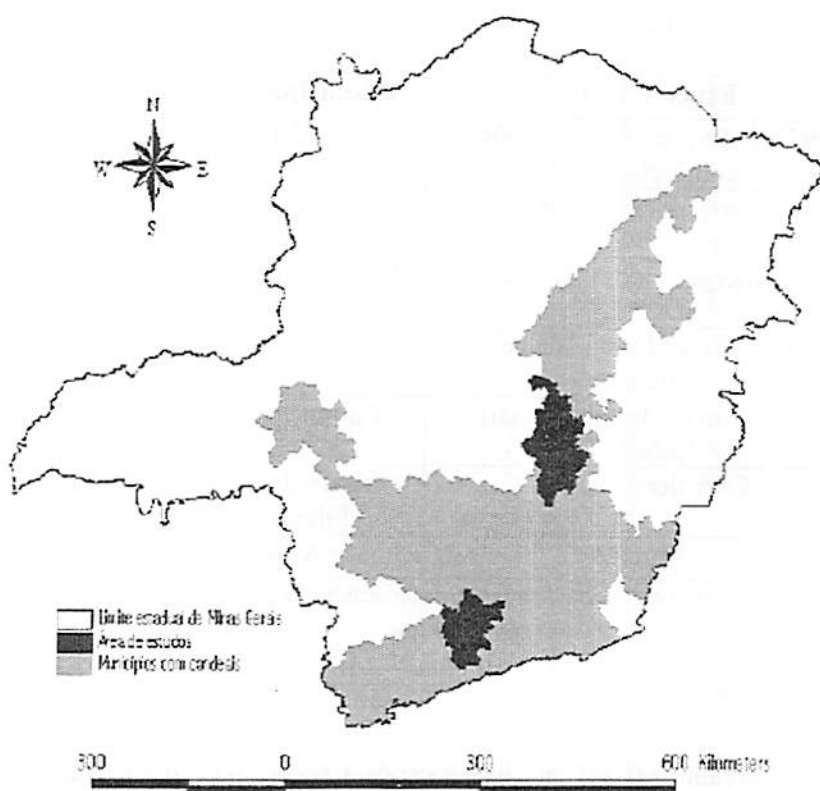 N
W E
S
Limite estadual de Minas Gerais
Área de estudos
Municípios com candeais
300 0 300 600 Kilometers